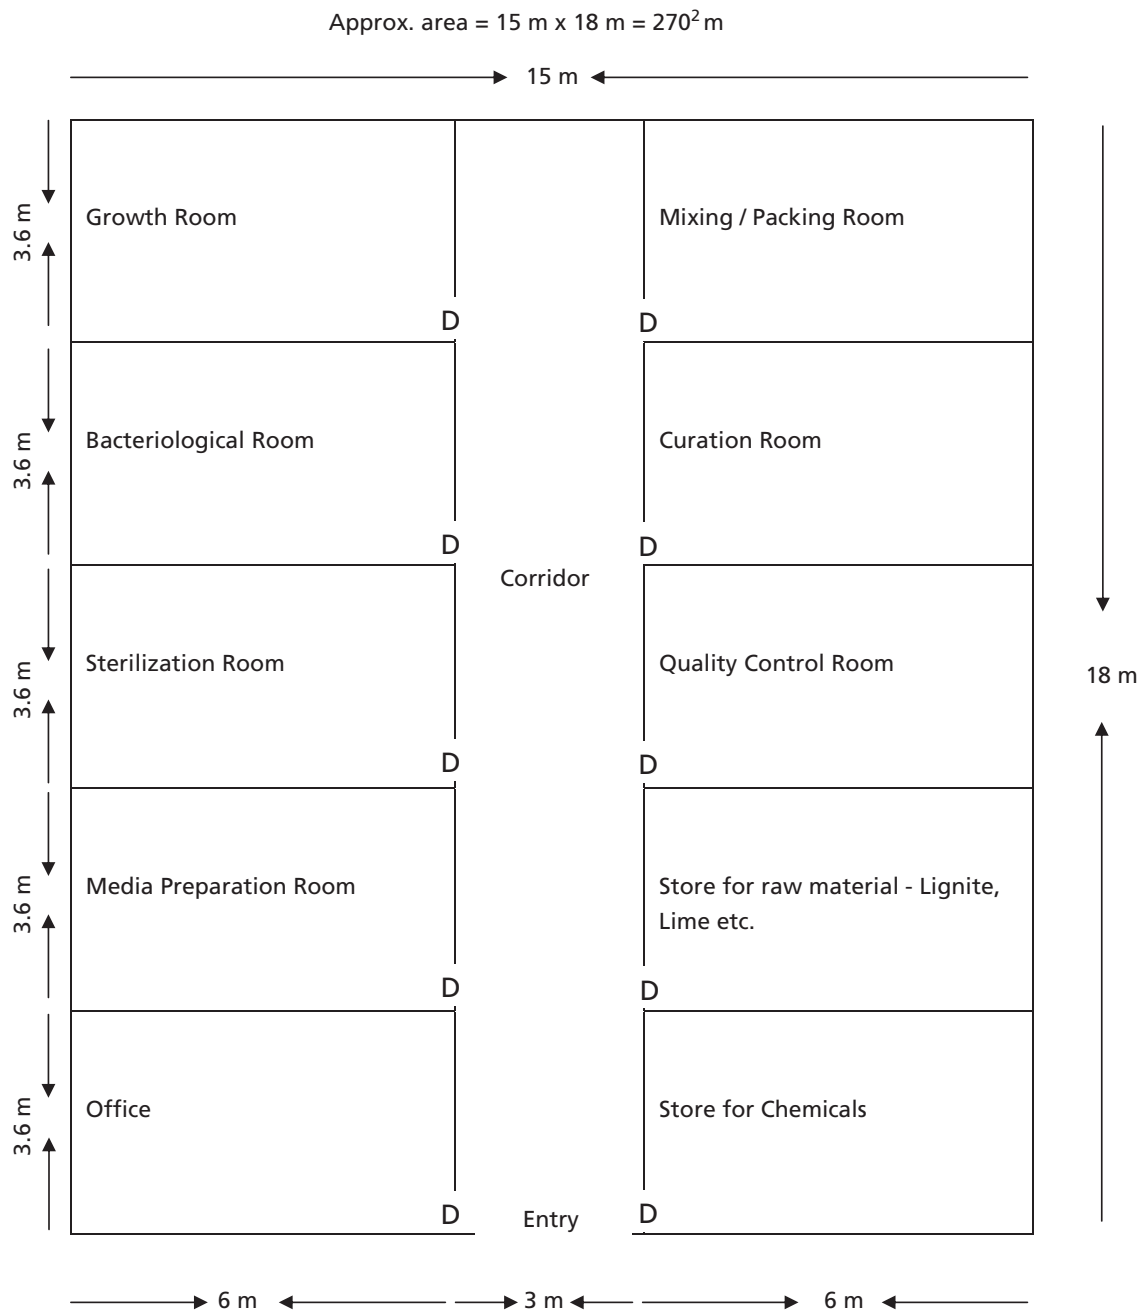 Approx. area = 15 m x 18 m = 270² m
15 m
3.6 m
Growth Room
Mixing / Packing Room
D
D
3.6 m
Bacteriological Room
Curation Room
D
D
Corridor
3.6 m
Sterilization Room
Quality Control Room
18 m
D
D
3.6 m
Media Preparation Room
Store for raw material - Lignite,
Lime etc.
D
D
3.6 m
Office
Store for Chemicals
D
Entry
D
6 m
3 m
6 m